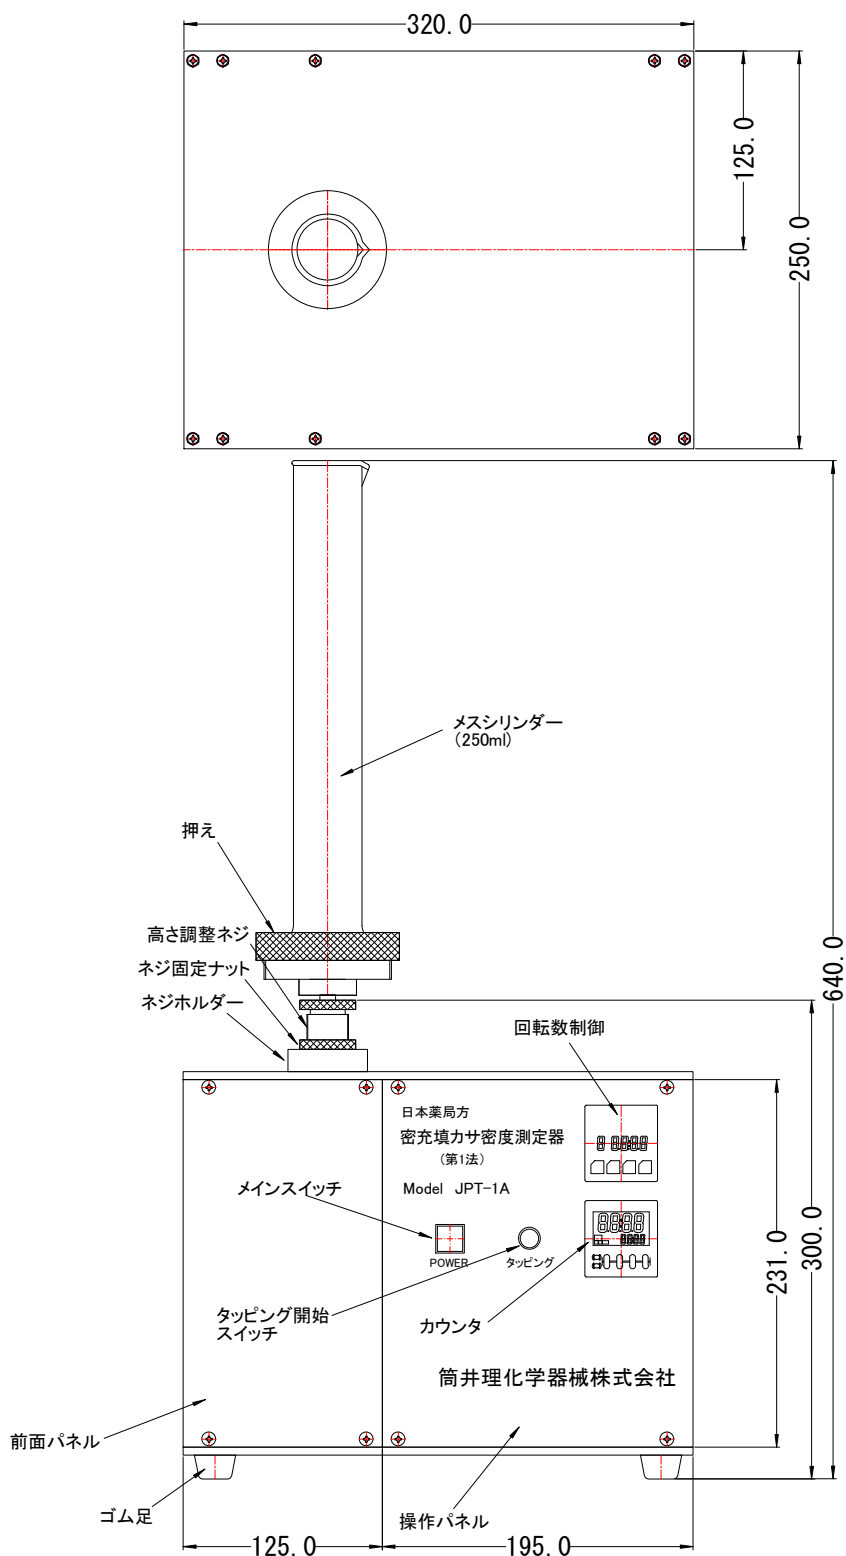 320.0
125.0
250.0
メスシリンダー
(250ml)
押え
高さ調整ネジ
ネジ固定ナット
ネジホルダー
640.0
回転数制御
日本薬局方
密充填カサ密度測定器
(第1法)
Model JPT-1A
8 8888
メインスイッチ
8888
8888
POWER
タッピング
231.0
300.0
タッピング開始
スイッチ
カウンタ
筒井理化学器械株式会社
前面パネル
ゴム足
操作パネル
125.0
195.0